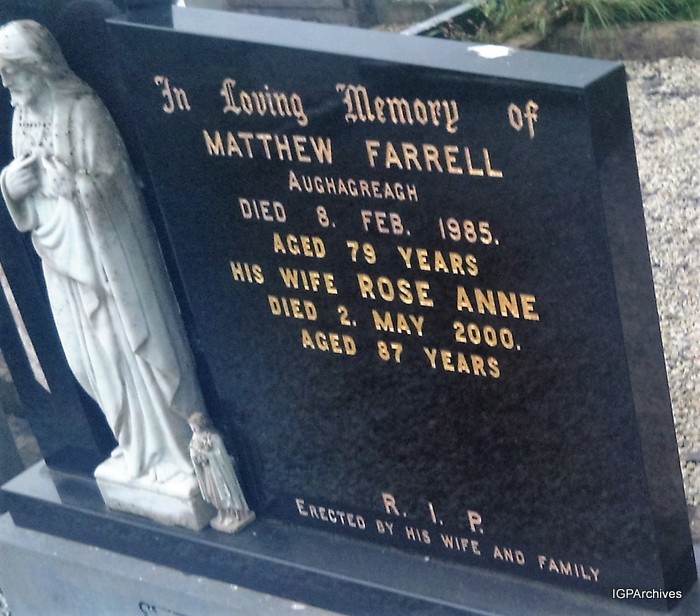 In Loving Memory of
MATTHEW FARRELL
AUGHAGREAGH
DIED 8. FEB. 1985.
AGED 79 YEARS
HIS WIFE ROSE ANNE
DIED 2. MAY 2000.
AGED 87 YEARS
R. I. P.
ERECTED BY HIS WIFE AND FAMILY
IGPArchives